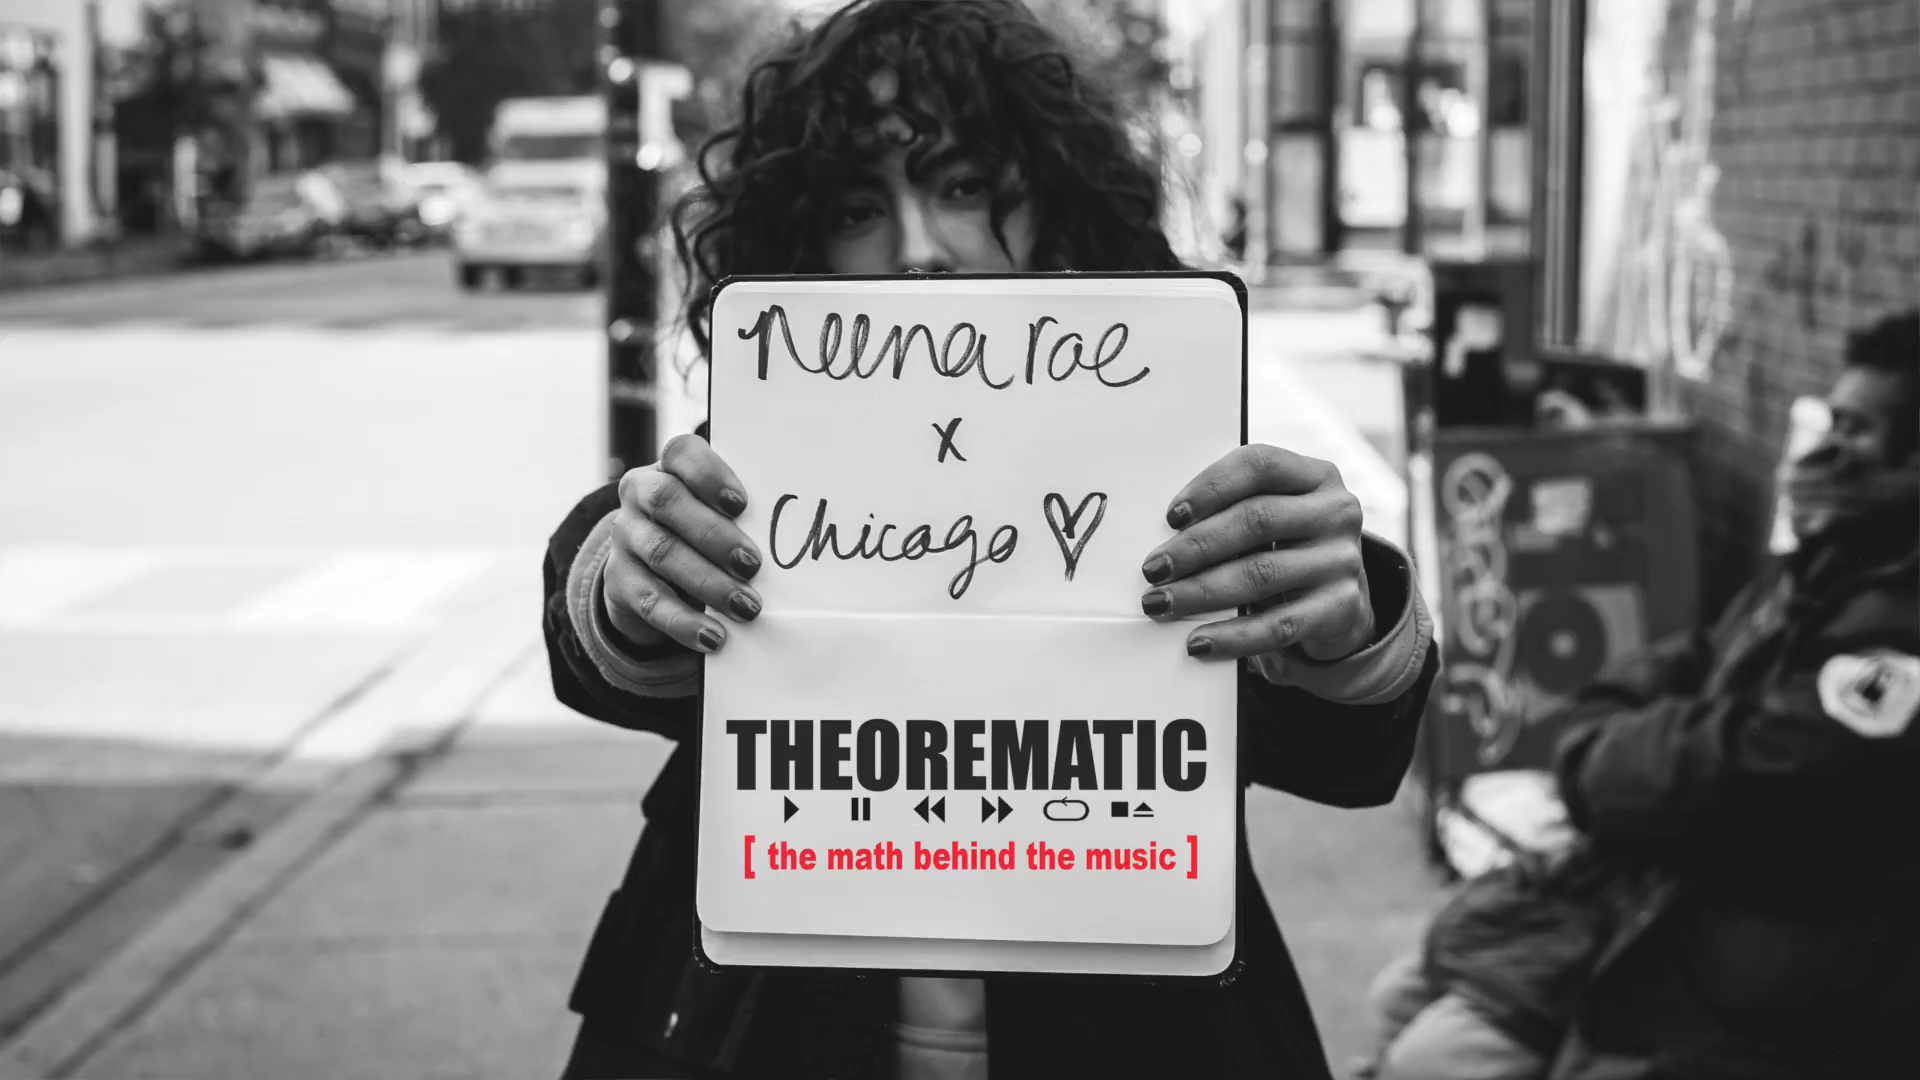 Neena rae
x
Chicago ♡
THEOREMATIC
[ the math behind the music ]